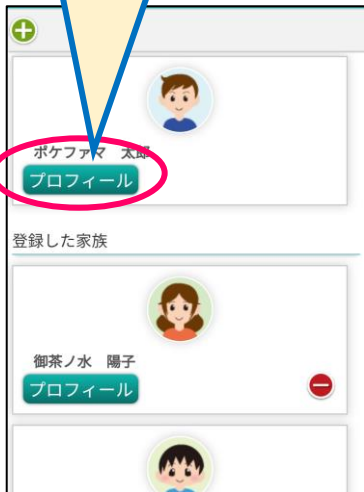 ポケファマ 太郎
プロフィール
登録した家族
御茶ノ水 陽子
プロフィール